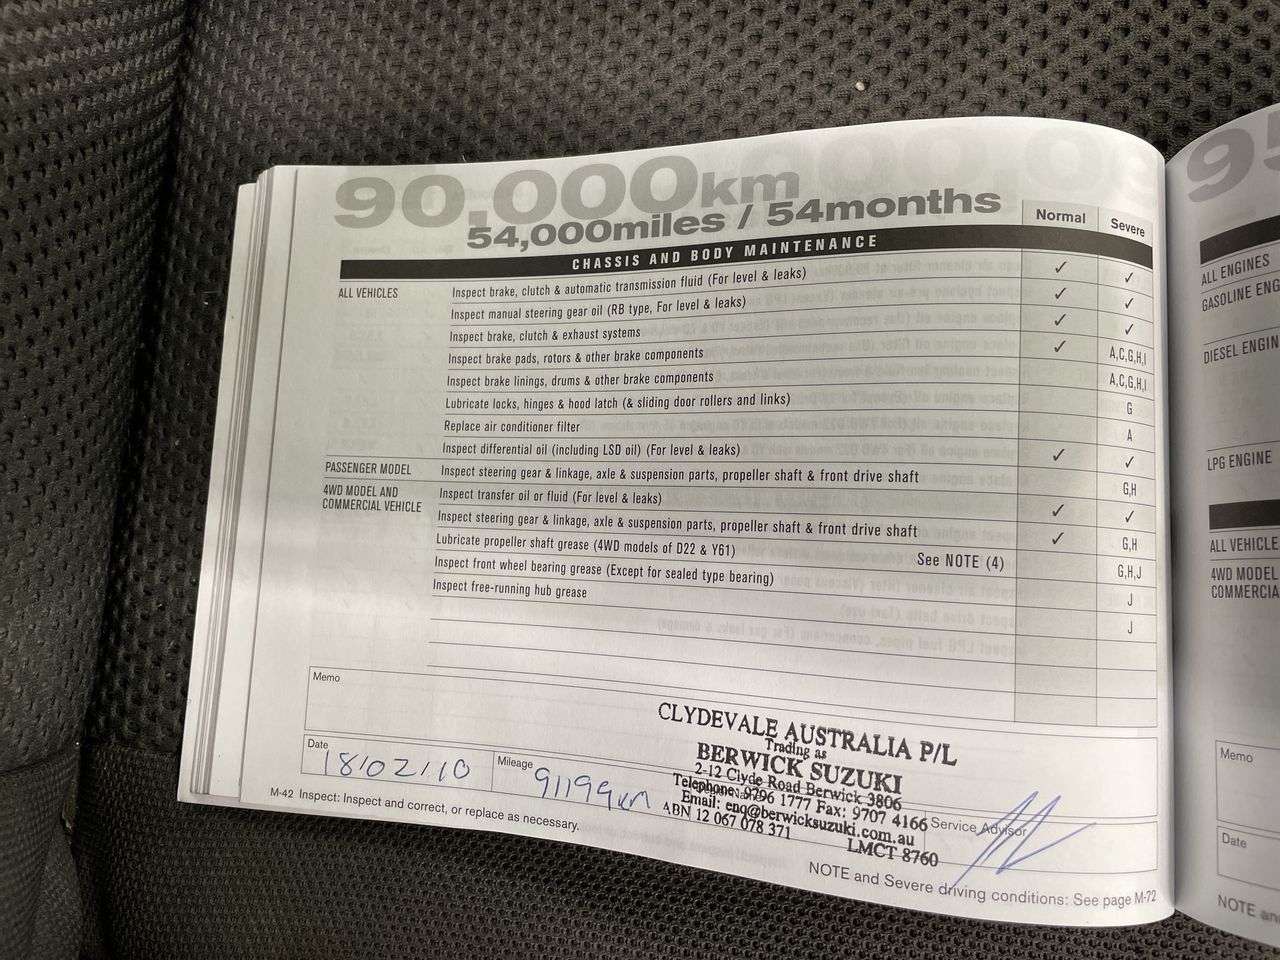 90,000km
54,000miles / 54months
Normal Severe
CHASSIS AND BODY MAINTENANCE
ALL VEHICLES Inspect brake, clutch & automatic transmission fluid (For level & leaks) ✓ ✓
Inspect manual steering gear oil (RB type, For level & leaks) ✓ ✓
Inspect brake, clutch & exhaust systems ✓ ✓
Inspect brake pads, rotors & other brake components ✓ A,C,G,H,I
Inspect brake linings, drums & other brake components A,C,G,H,I
Lubricate locks, hinges & hood latch (& sliding door rollers and links) G
Replace air conditioner filter A
Inspect differential oil (including LSD oil) (For level & leaks) ✓ ✓
PASSENGER MODEL Inspect steering gear & linkage, axle & suspension parts, propeller shaft & front drive shaft G,H
4WD MODEL AND Inspect transfer oil or fluid (For level & leaks) ✓ ✓
COMMERCIAL VEHICLE Inspect steering gear & linkage, axle & suspension parts, propeller shaft & front drive shaft ✓ G,H
Lubricate propeller shaft grease (4WD models of D22 & Y61) See NOTE (4) G,H,J
Inspect front wheel bearing grease (Except for sealed type bearing) J
Inspect free-running hub grease J
Memo
CLYDEVALE AUSTRALIA P/L
Trading as
BERWICK SUZUKI
2-12 Clyde Road Berwick 3806
Telephone: 9796 1777 Fax: 9707 4166
Email: enq@berwicksuzuki.com.au
ABN 12 067 078 371 LMCT 8760
Date 18/02/10 Mileage 91199km Service Advisor
M-42 Inspect: Inspect and correct, or replace as necessary.
NOTE and Severe driving conditions: See page M-72
95
ALL ENGINES
GASOLINE ENG
DIESEL ENGIN
LPG ENGINE
ALL VEHICLE
4WD MODEL
COMMERCIA
Memo
Date
NOTE an